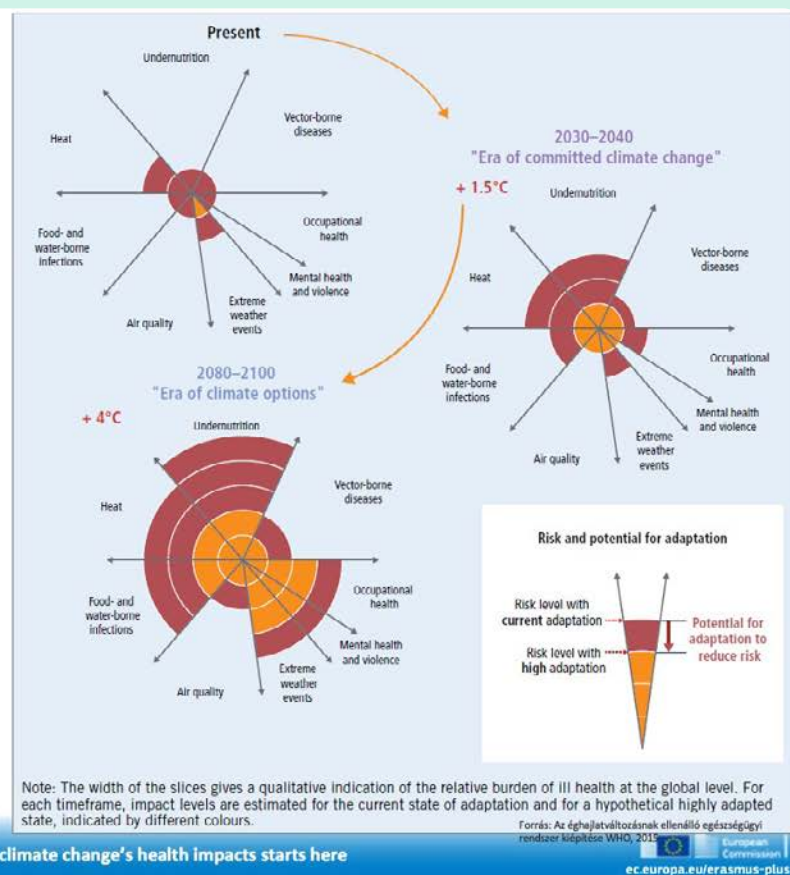 Present
Undernutrition
Vector-borne
diseases
Heat
Occupational
health
Food- and
water-borne
infections
Mental health
and violence
Extreme
weather
events
Air quality
2030–2040
"Era of committed climate change"
+ 1.5°C
Undernutrition
Vector-borne
diseases
Heat
Occupational
health
Food- and
water-borne
infections
Mental health
and violence
Extreme
weather
events
Air quality
2080–2100
"Era of climate options"
+ 4°C
Undernutrition
Vector-borne
diseases
Heat
Occupational
health
Food- and
water-borne
infections
Mental health
and violence
Extreme
weather
events
Air quality
Risk and potential for adaptation
Risk level with
current adaptation
Risk level with
high adaptation
Potential for
adaptation to
reduce risk
Note: The width of the slices gives a qualitative indication of the relative burden of ill health at the global level. For
each timeframe, impact levels are estimated for the current state of adaptation and for a hypothetical highly adapted
state, indicated by different colours.
Forrás: Az éghajlatváltozásnak ellenálló egészségügyi
rendszer kiépítése WHO, 2015
climate change's health impacts starts here
European
Commission
ec.europa.eu/erasmus-plus